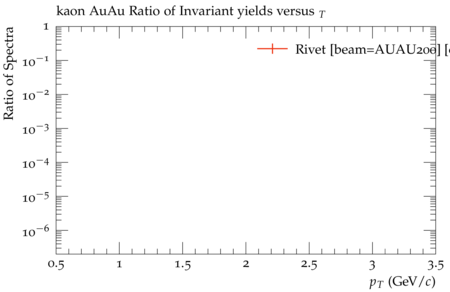 kaon AuAu Ratio of Invariant yields versus T
Ratio of Spectra
Rivet [beam=AUAU200] [
1
10−1
10−2
10−3
10−4
10−5
10−6
0.5 1 1.5 2 2.5 3 3.5
pT (GeV/c)